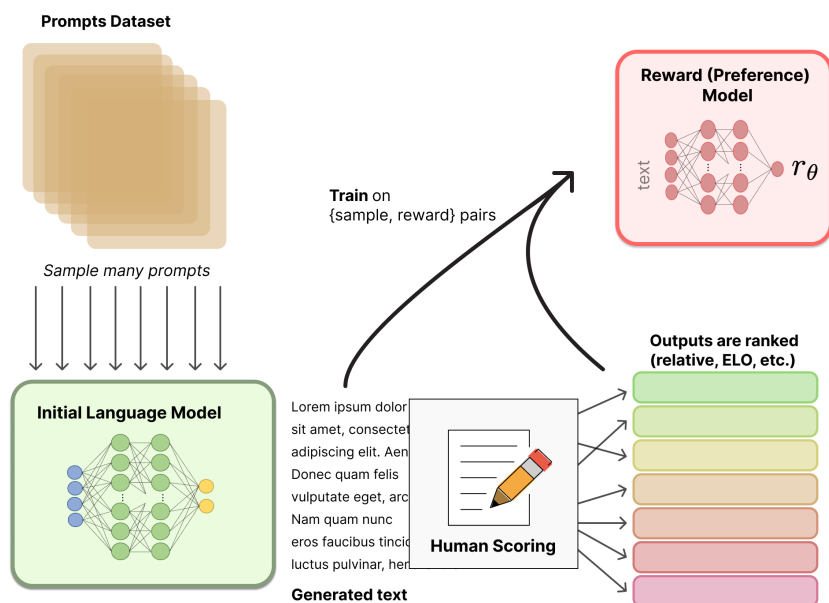 Prompts Dataset
Sample many prompts
Initial Language Model
Train on
{sample, reward} pairs
Reward (Preference)
Model
text
r_θ
Outputs are ranked
(relative, ELO, etc.)
Lorem ipsum dolor
sit amet, consectet
adipiscing elit. Aen
Donec quam felis
vulputate eget, arc
Nam quam nunc
eros faucibus tincid
luctus pulvinar, her
Human Scoring
Generated text